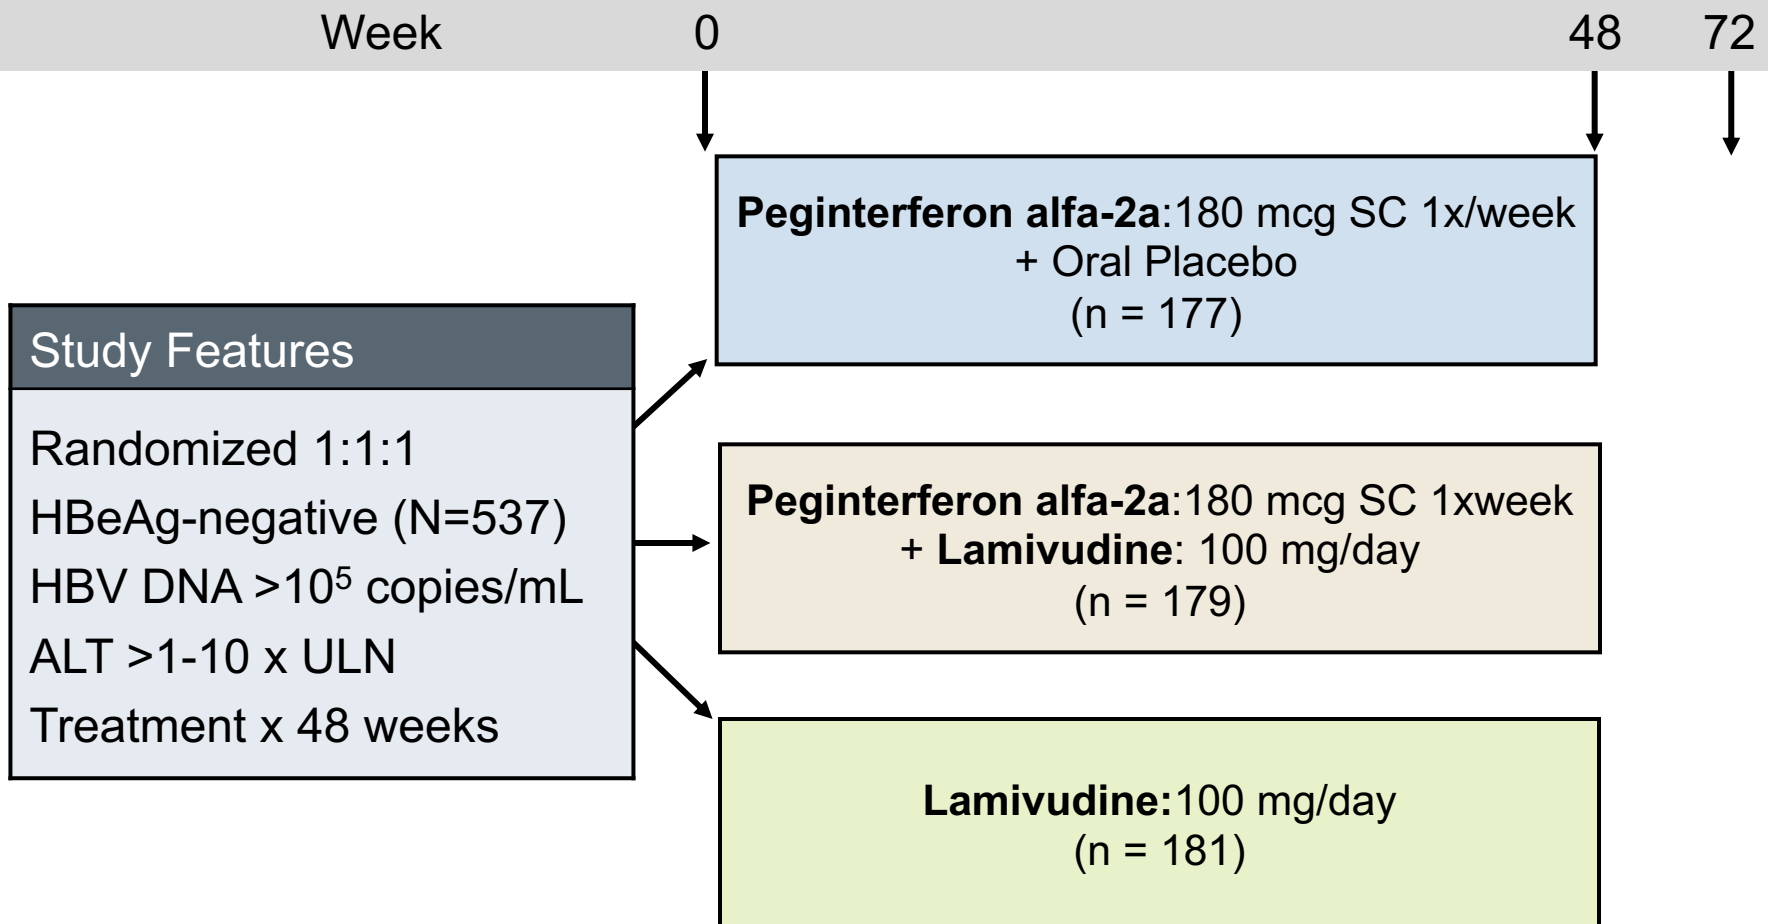 Week 0 48 72
Peginterferon alfa-2a:180 mcg SC 1x/week
+ Oral Placebo
(n = 177)
Study Features
Randomized 1:1:1
HBeAg-negative (N=537)
HBV DNA >10⁵ copies/mL
ALT >1-10 x ULN
Treatment x 48 weeks
Peginterferon alfa-2a:180 mcg SC 1xweek
+ Lamivudine: 100 mg/day
(n = 179)
Lamivudine:100 mg/day
(n = 181)